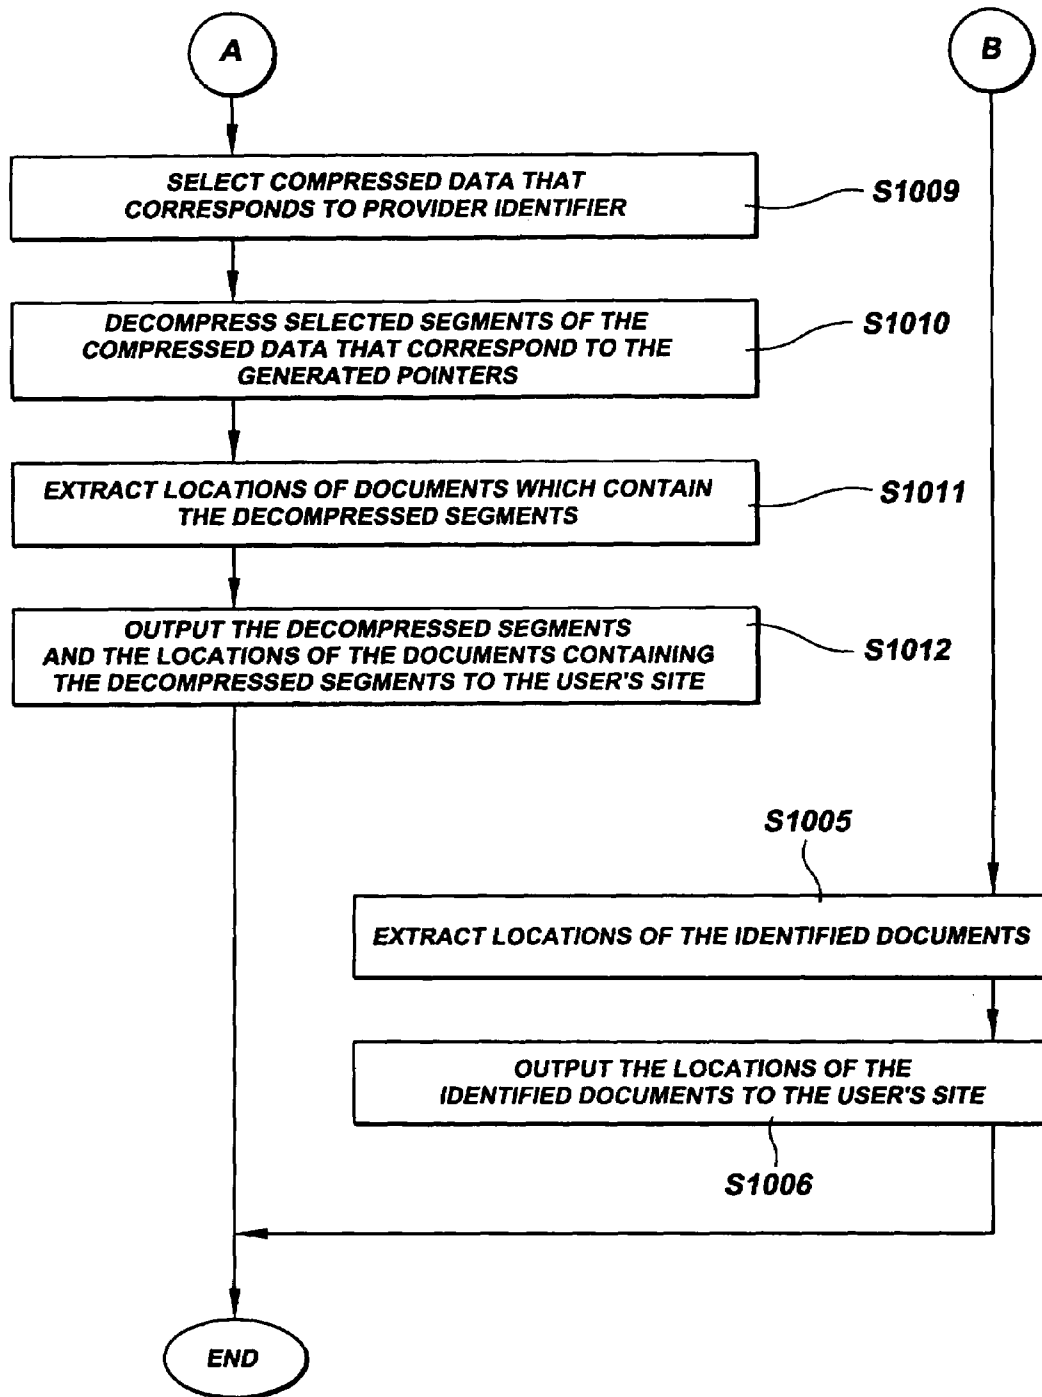 A
B
SELECT COMPRESSED DATA THAT
CORRESPONDS TO PROVIDER IDENTIFIER
S1009
DECOMPRESS SELECTED SEGMENTS OF THE
COMPRESSED DATA THAT CORRESPOND TO THE
GENERATED POINTERS
S1010
EXTRACT LOCATIONS OF DOCUMENTS WHICH CONTAIN
THE DECOMPRESSED SEGMENTS
S1011
OUTPUT THE DECOMPRESSED SEGMENTS
AND THE LOCATIONS OF THE DOCUMENTS CONTAINING
THE DECOMPRESSED SEGMENTS TO THE USER'S SITE
S1012
S1005
EXTRACT LOCATIONS OF THE IDENTIFIED DOCUMENTS
OUTPUT THE LOCATIONS OF THE
IDENTIFIED DOCUMENTS TO THE USER'S SITE
S1006
END